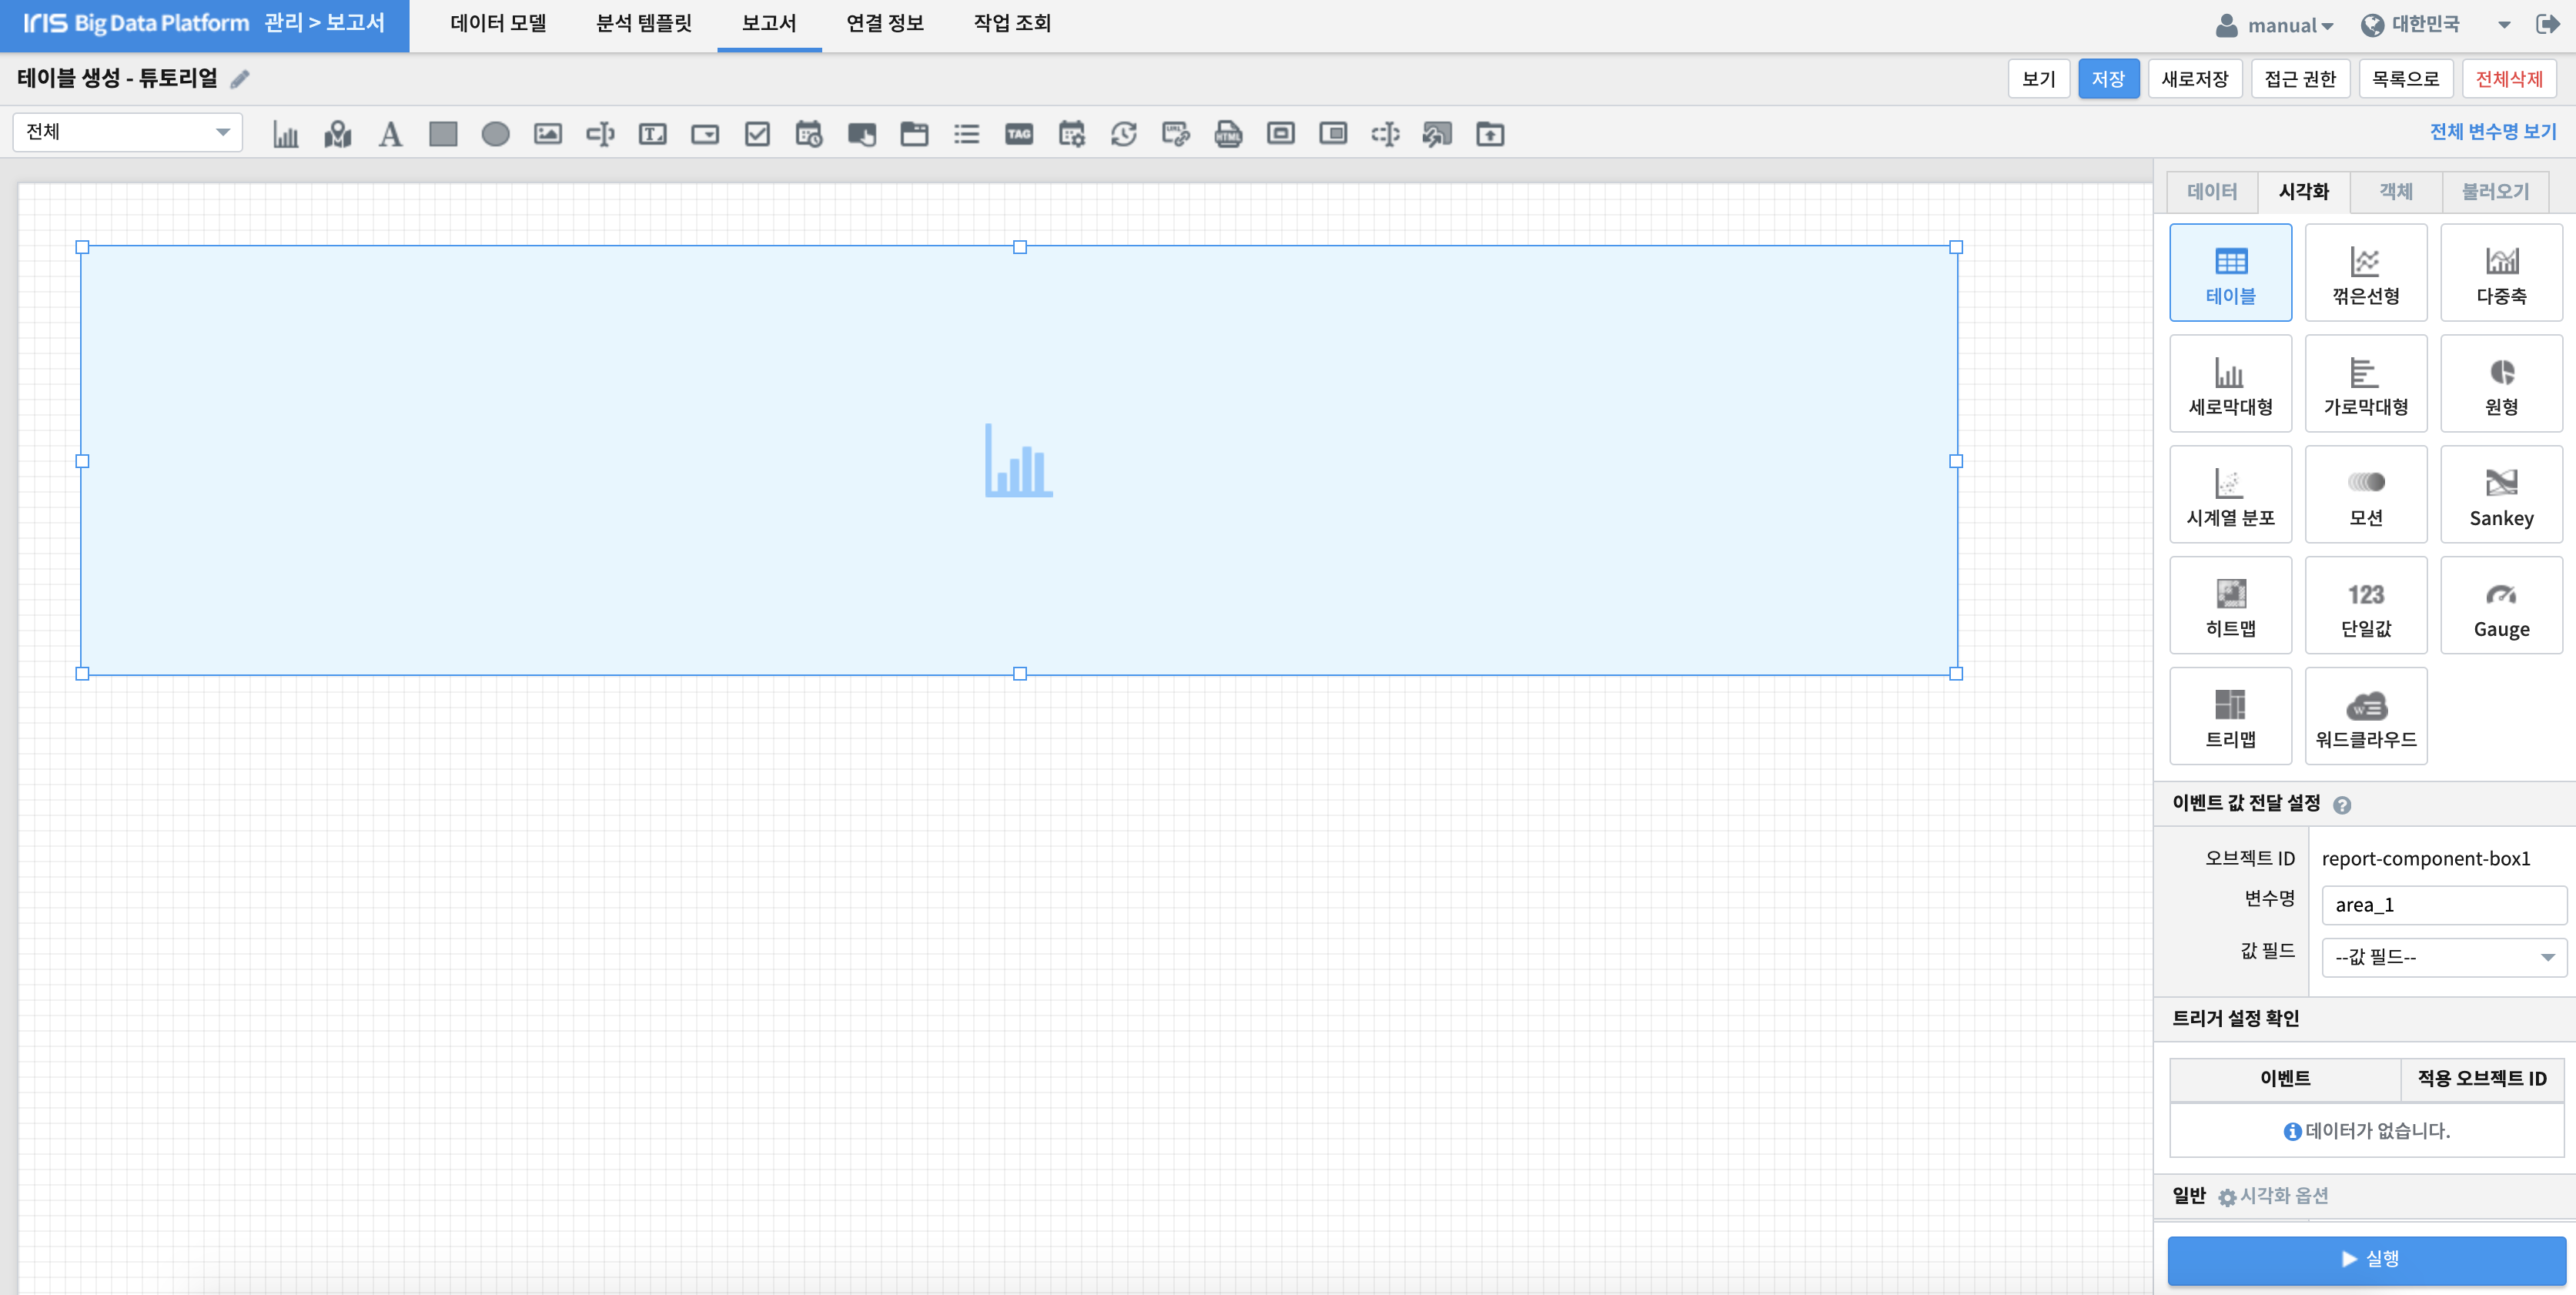 IRIS Big Data Platform 관리 > 보고서 데이터 모델 분석 템플릿 보고서 연결 정보 작업 조회 manual 대한민국
테이블 생성 - 튜토리얼 보기 저장 새로저장 접근 권한 목록으로 전체삭제
전체 A T TAG URL HTML 전체 변수명 보기
데이터 시각화 객체 불러오기
테이블 꺾은선형 다중축
세로막대형 가로막대형 원형
시계열 분포 모션 Sankey
123
히트맵 단일값 Gauge
W
트리맵 워드클라우드
이벤트 값 전달 설정 ?
오브젝트 ID report-component-box1
변수명 area_1
값 필드 --값 필드--
트리거 설정 확인
이벤트 적용 오브젝트 ID
데이터가 없습니다.
일반 시각화 옵션
실행